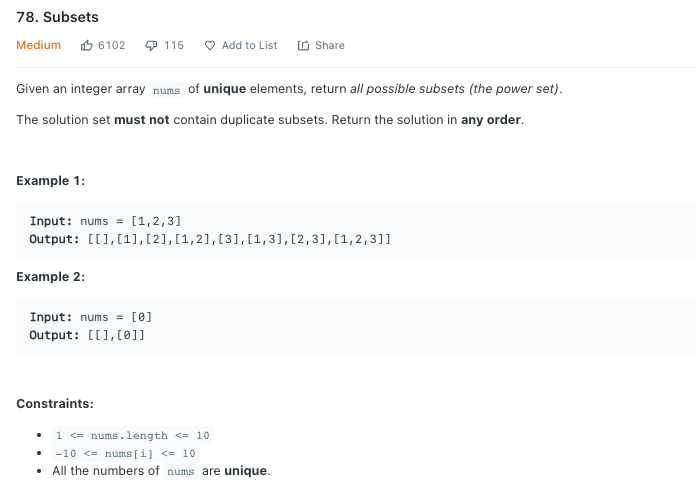 78. Subsets
Medium 6102 115 Add to List Share
Given an integer array nums of unique elements, return all possible subsets (the power set).
The solution set must not contain duplicate subsets. Return the solution in any order.
Example 1:
Input: nums = [1,2,3]
Output: [[],[1],[2],[1,2],[3],[1,3],[2,3],[1,2,3]]
Example 2:
Input: nums = [0]
Output: [[],[0]]
Constraints:
• 1 <= nums.length <= 10
• -10 <= nums[i] <= 10
• All the numbers of nums are unique.